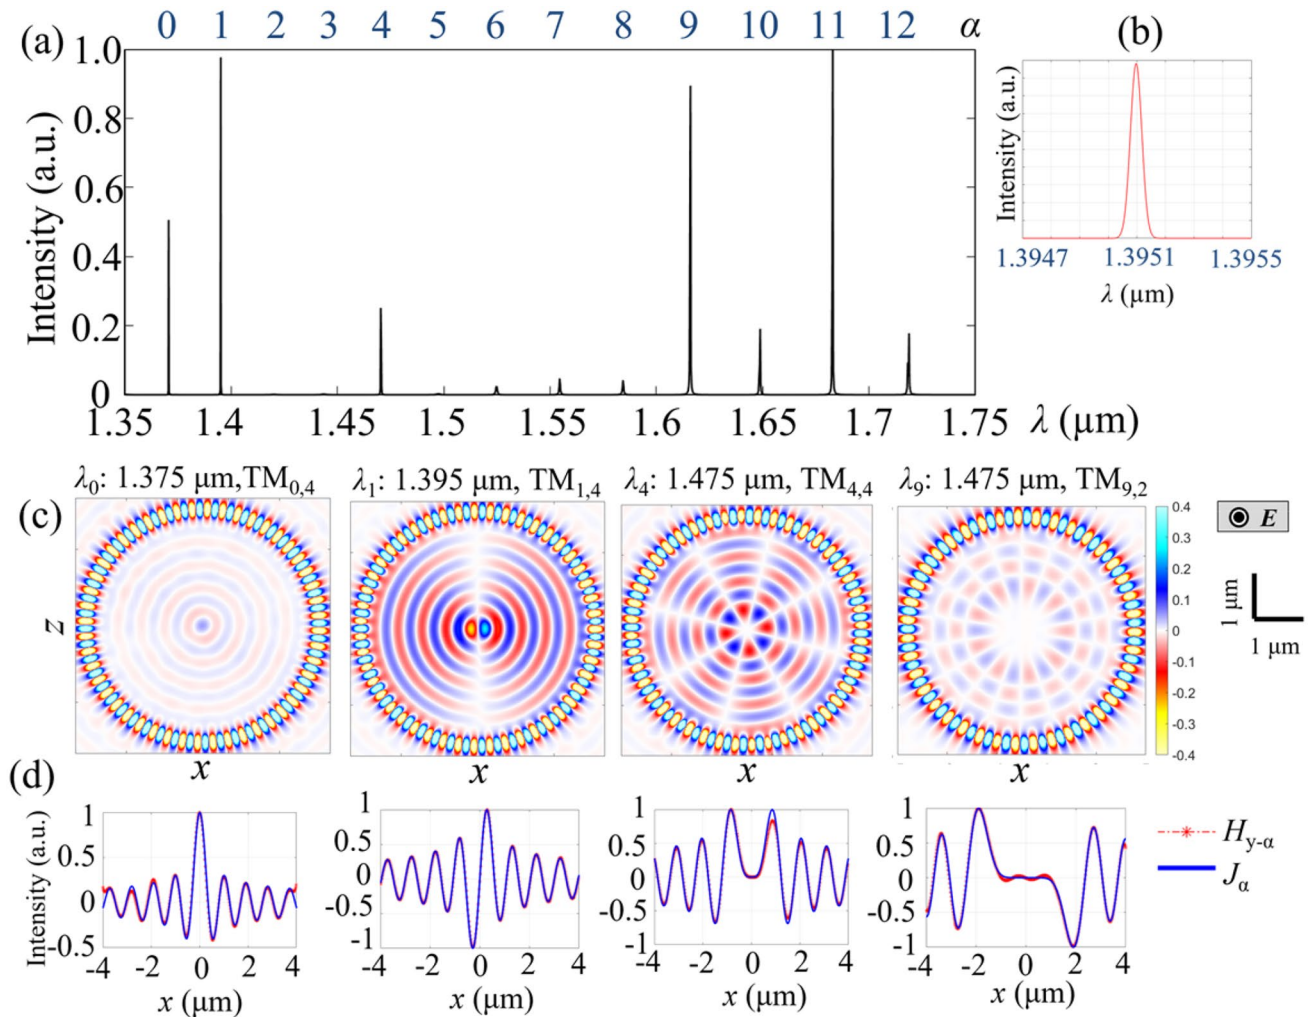 (a)
0 1 2 3 4 5 6 7 8 9 10 11 12 α
1.0
0.8
0.6
0.4
0.2
0
Intensity (a.u.)
1.35 1.4 1.45 1.5 1.55 1.6 1.65 1.7 1.75 λ (μm)
(b)
Intensity (a.u.)
1.3947 1.3951 1.3955
λ (μm)
(c)
λ0: 1.375 μm,TM0,4
λ1: 1.395 μm, TM1,4
λ4: 1.475 μm, TM4,4
λ9: 1.475 μm, TM9,2
z
x
x
x
x
0.4
0.3
0.2
0.1
0
-0.1
-0.2
-0.3
-0.4
E
1 μm
1 μm
(d)
Intensity (a.u.)
1
0.5
0
-0.5
-4 -2 0 2 4
x (μm)
1
0.5
0
-0.5
-1
-4 -2 0 2 4
x (μm)
1
0.5
0
-0.5
-1
-4 -2 0 2 4
x (μm)
1
0.5
0
-0.5
-1
-4 -2 0 2 4
x (μm)
Hy-α
Jα